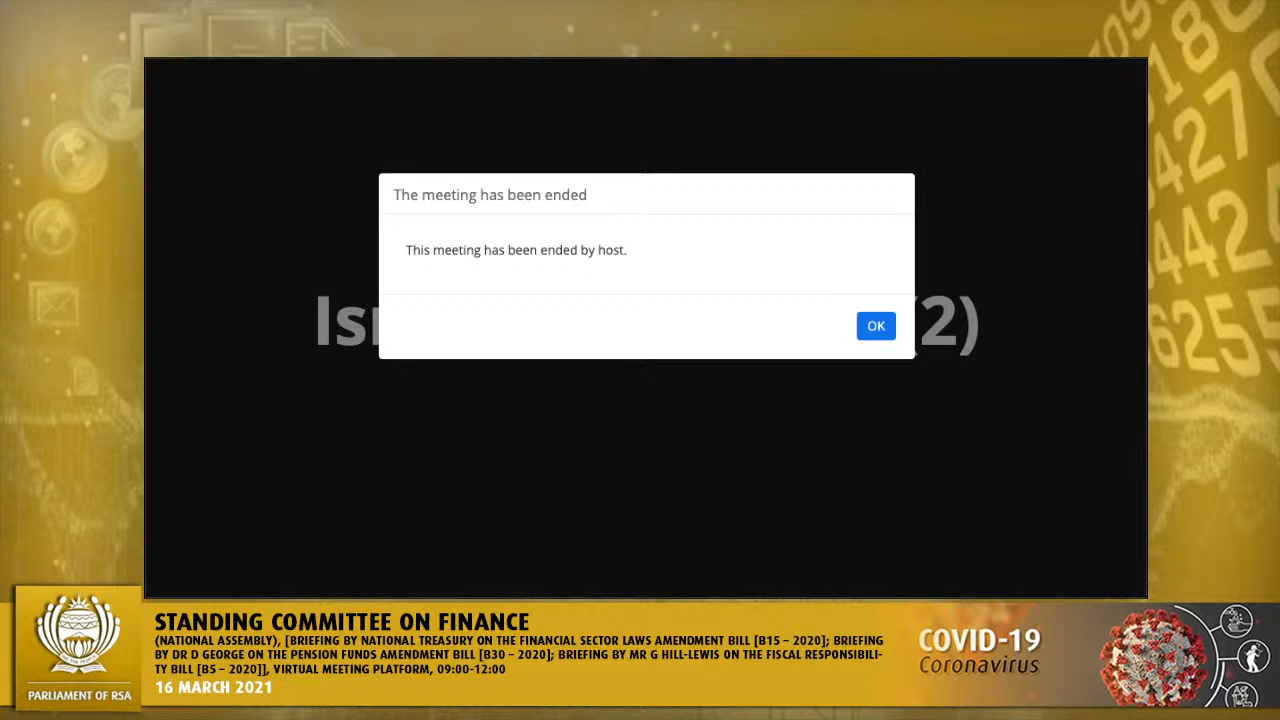 The meeting has been ended
This meeting has been ended by host.
OK
(2)
STANDING COMMITTEE ON FINANCE
(NATIONAL ASSEMBLY), [BRIEFING BY NATIONAL TREASURY ON THE FINANCIAL SECTOR LAWS AMENDMENT BILL [B15 – 2020]; BRIEFING
BY DR D GEORGE ON THE PENSION FUNDS AMENDMENT BILL [B30 – 2020]; BRIEFING BY MR G HILL-LEWIS ON THE FISCAL RESPONSIBILI-
TY BILL [B5 – 2020]], VIRTUAL MEETING PLATFORM, 09:00-12:00
16 MARCH 2021
PARLIAMENT OF RSA
COVID-19
Coronavirus